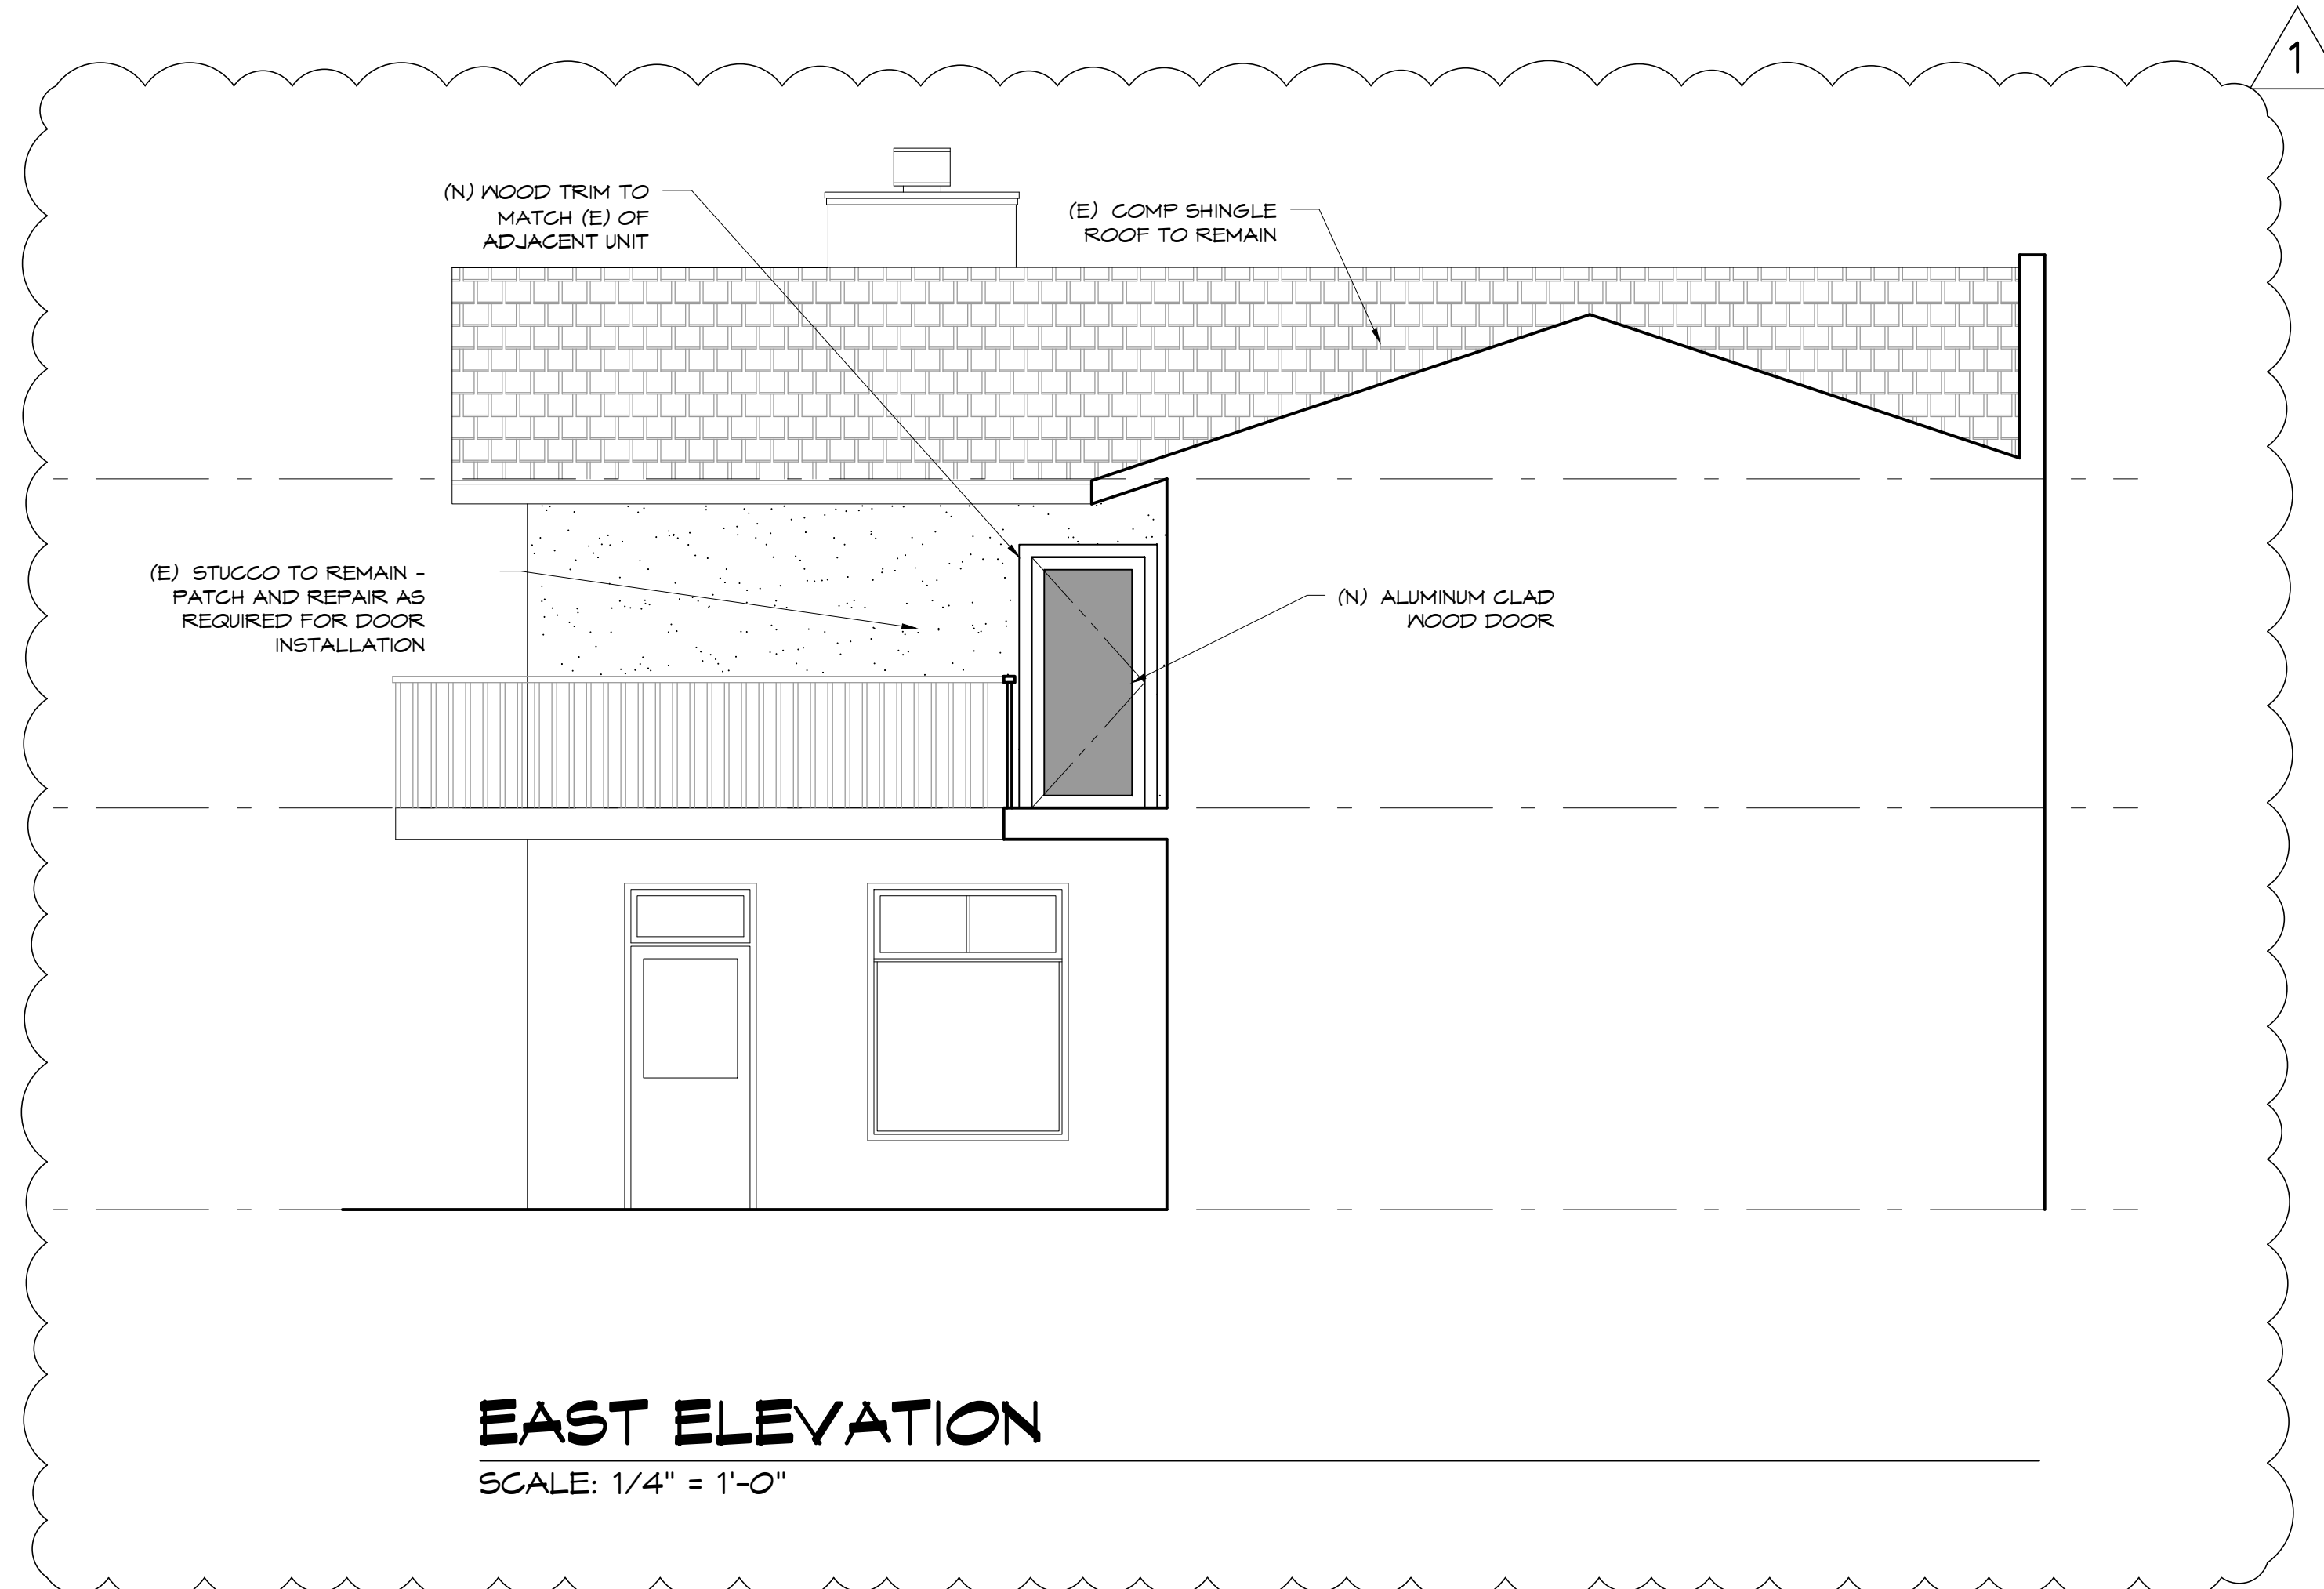 1
(N) WOOD TRIM TO
MATCH (E) OF
ADJACENT UNIT
(E) COMP SHINGLE
ROOF TO REMAIN
(E) STUCCO TO REMAIN -
PATCH AND REPAIR AS
REQUIRED FOR DOOR
INSTALLATION
(N) ALUMINUM CLAD
WOOD DOOR
EAST ELEVATION
SCALE: 1/4" = 1'-0"